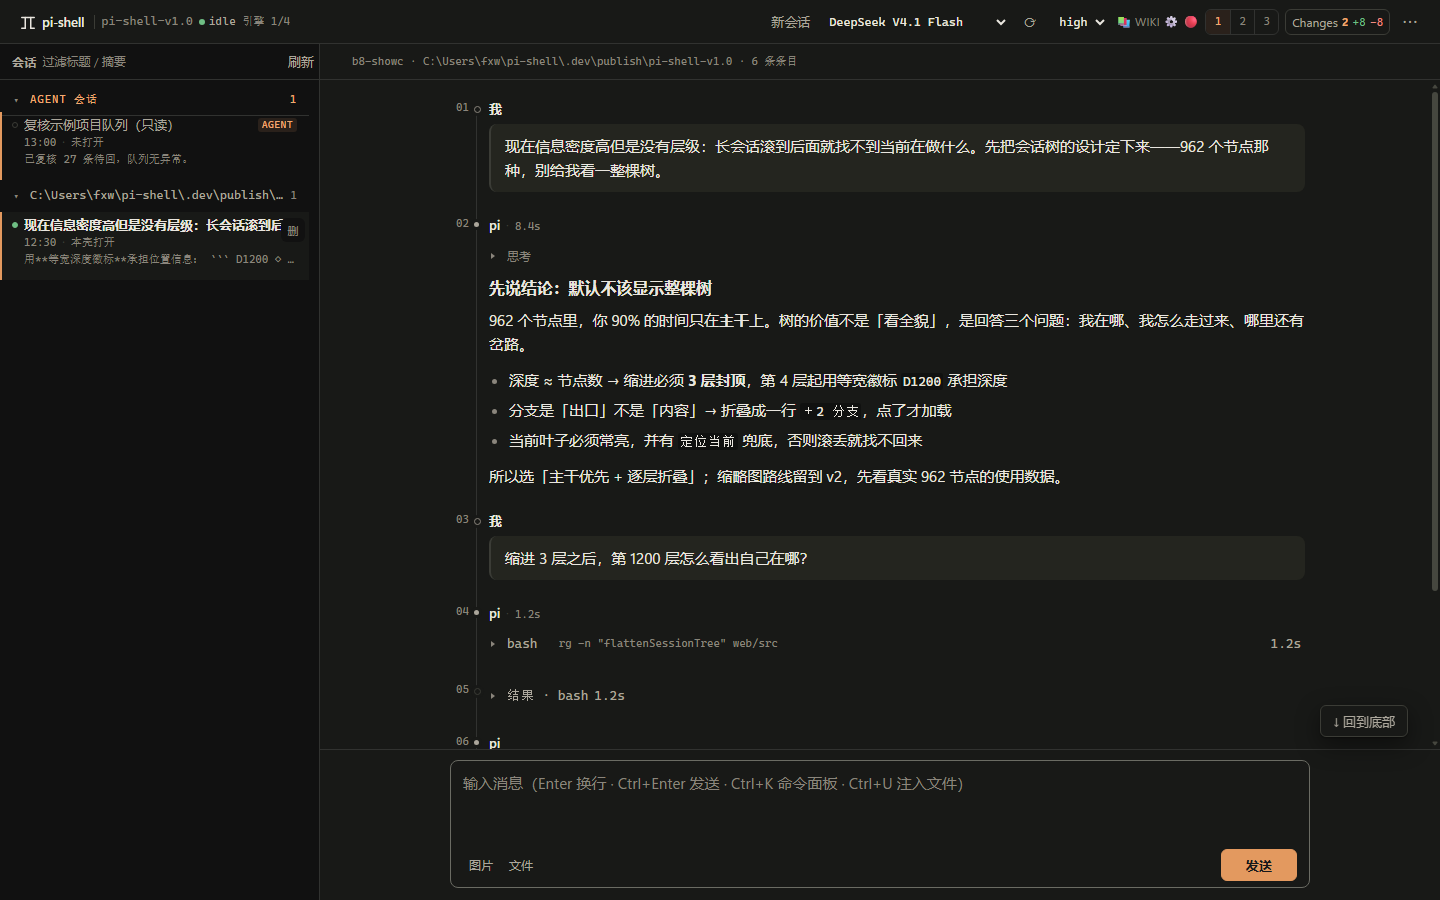 pi-shell pi-shell-v1.0 idle 引擎 1/4 新会话 DeepSeek V4.1 Flash high WIKI 1 2 3 Changes 2 +8 −8 ···
会话 过滤标题 / 摘要 刷新
b8-showc · C:\Users\fxw\pi-shell\.dev\publish\pi-shell-v1.0 · 6 条条目
AGENT 会话 1
复核示例项目队列（只读） AGENT
13:00 · 未打开
已复核 27 条待回，队列无异常。
C:\Users\fxw\pi-shell\.dev\publish\… 1
现在信息密度高但是没有层级：长会话滚到后 删
12:30 · 本壳打开
用**等宽深度徽标**承担位置信息： ``` D1200 ◇ …
01 我
现在信息密度高但是没有层级：长会话滚到后面就找不到当前在做什么。先把会话树的设计定下来——962 个节点那
种，别给我看一整棵树。
02 pi · 8.4s
思考
先说结论：默认不该显示整棵树
962 个节点里，你 90% 的时间只在主干上。树的价值不是「看全貌」，是回答三个问题：我在哪、我怎么走过来、哪里还有
岔路。
深度 ≈ 节点数 → 缩进必须 3 层封顶，第 4 层起用等宽徽标 D1200 承担深度
分支是「出口」不是「内容」→ 折叠成一行 +2 分支，点了才加载
当前叶子必须常亮，并有 定位当前 兜底，否则滚丢就找不回来
所以选「主干优先 + 逐层折叠」；缩略图路线留到 v2，先看真实 962 节点的使用数据。
03 我
缩进 3 层之后，第 1200 层怎么看出自己在哪？
04 pi · 1.2s
bash rg -n "flattenSessionTree" web/src 1.2s
05 结果 · bash 1.2s
↓ 回到底部
06 pi
输入消息（Enter 换行 · Ctrl+Enter 发送 · Ctrl+K 命令面板 · Ctrl+U 注入文件）
图片 文件 发送